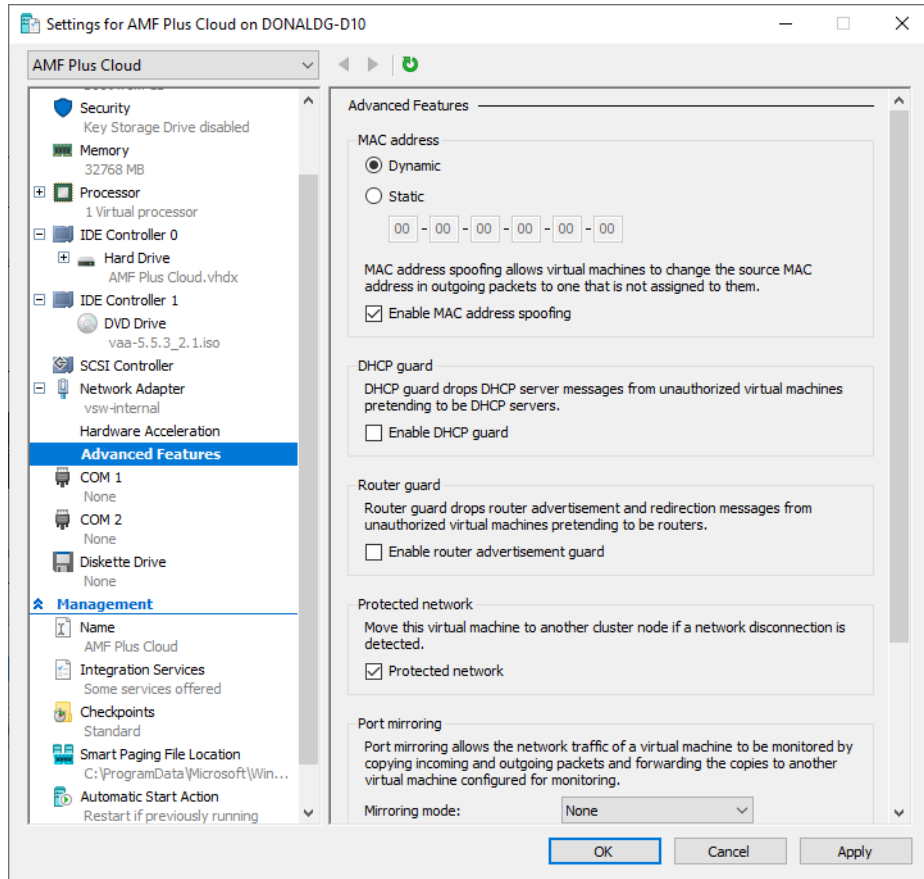 Settings for AMF Plus Cloud on DONALDG-D10
AMF Plus Cloud
Security
Key Storage Drive disabled
Memory
32768 MB
Processor
1 Virtual processor
IDE Controller 0
Hard Drive
AMF Plus Cloud.vhdx
IDE Controller 1
DVD Drive
vaa-5.5.3_2.1.iso
SCSI Controller
Network Adapter
vsw-internal
Hardware Acceleration
Advanced Features
COM 1
None
COM 2
None
Diskette Drive
None
Management
Name
AMF Plus Cloud
Integration Services
Some services offered
Checkpoints
Standard
Smart Paging File Location
C:\ProgramData\Microsoft\Win...
Automatic Start Action
Restart if previously running
Advanced Features
MAC address
Dynamic
Static
00 - 00 - 00 - 00 - 00 - 00
MAC address spoofing allows virtual machines to change the source MAC
address in outgoing packets to one that is not assigned to them.
Enable MAC address spoofing
DHCP guard
DHCP guard drops DHCP server messages from unauthorized virtual machines
pretending to be DHCP servers.
Enable DHCP guard
Router guard
Router guard drops router advertisement and redirection messages from
unauthorized virtual machines pretending to be routers.
Enable router advertisement guard
Protected network
Move this virtual machine to another cluster node if a network disconnection is
detected.
Protected network
Port mirroring
Port mirroring allows the network traffic of a virtual machine to be monitored by
copying incoming and outgoing packets and forwarding the copies to another
virtual machine configured for monitoring.
Mirroring mode: None
OK Cancel Apply